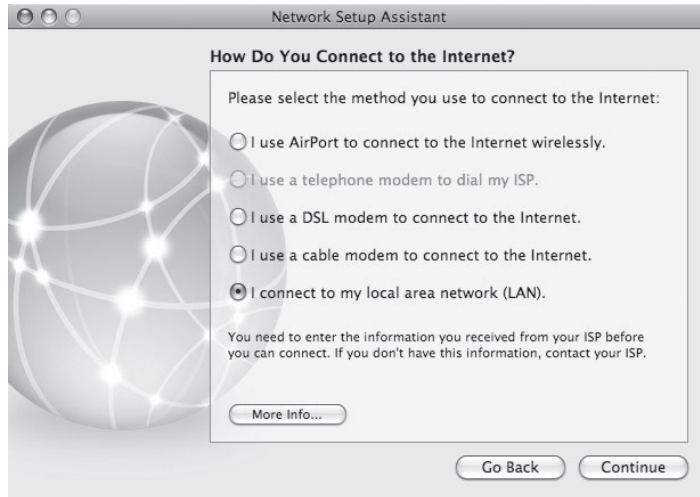 Network Setup Assistant
How Do You Connect to the Internet?
Please select the method you use to connect to the Internet:
I use AirPort to connect to the Internet wirelessly.
I use a telephone modem to dial my ISP.
I use a DSL modem to connect to the Internet.
I use a cable modem to connect to the Internet.
I connect to my local area network (LAN).
You need to enter the information you received from your ISP before
you can connect. If you don't have this information, contact your ISP.
More Info...
Go Back
Continue